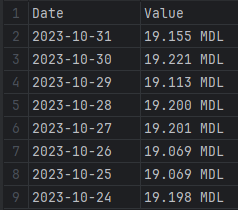 1 Date Value
2 2023-10-31 19.155 MDL
3 2023-10-30 19.221 MDL
4 2023-10-29 19.113 MDL
5 2023-10-28 19.200 MDL
6 2023-10-27 19.201 MDL
7 2023-10-26 19.069 MDL
8 2023-10-25 19.069 MDL
9 2023-10-24 19.198 MDL